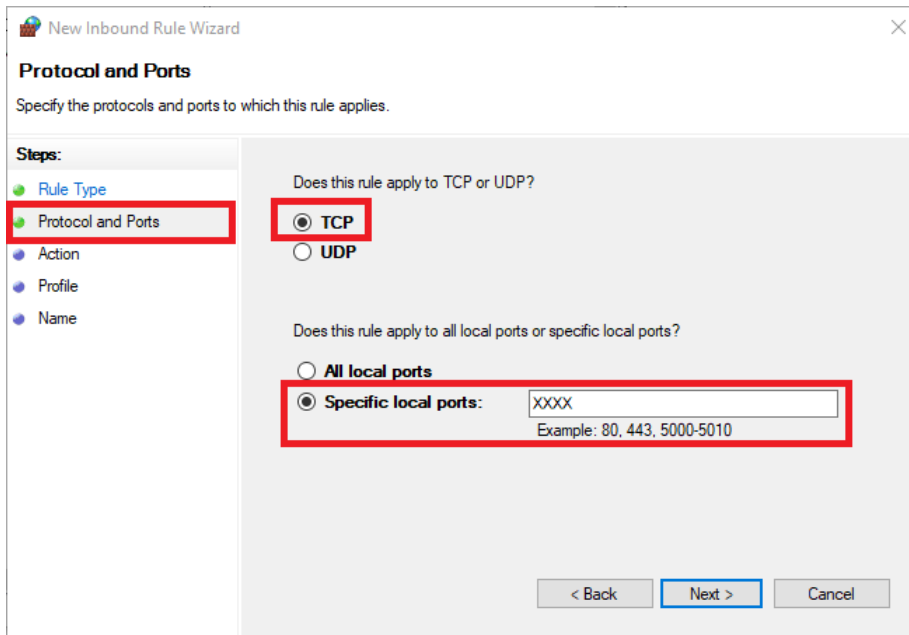 New Inbound Rule Wizard
Protocol and Ports
Specify the protocols and ports to which this rule applies.
Steps:
Rule Type
Protocol and Ports
Action
Profile
Name
Does this rule apply to TCP or UDP?
TCP
UDP
Does this rule apply to all local ports or specific local ports?
All local ports
Specific local ports: XXXX
Example: 80, 443, 5000-5010
< Back Next > Cancel